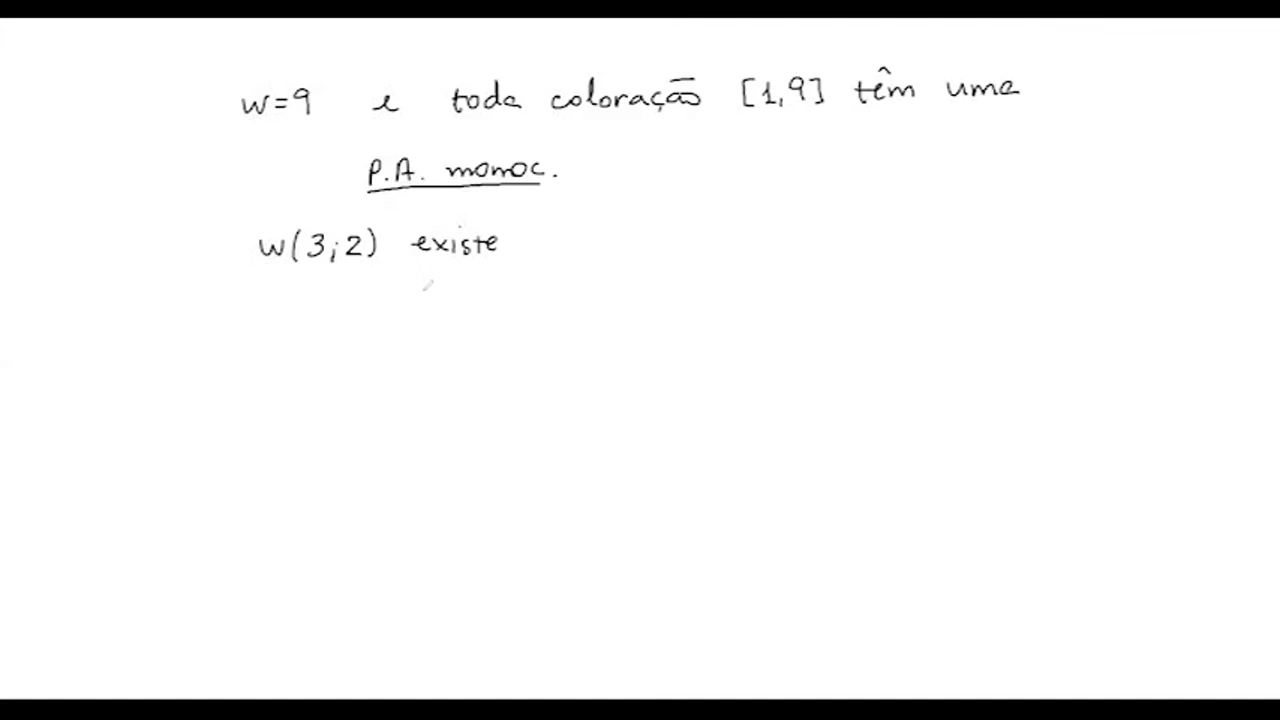 w=9 e toda coloração [1,9] têm uma
P.A. monoc.
w(3;2) existe